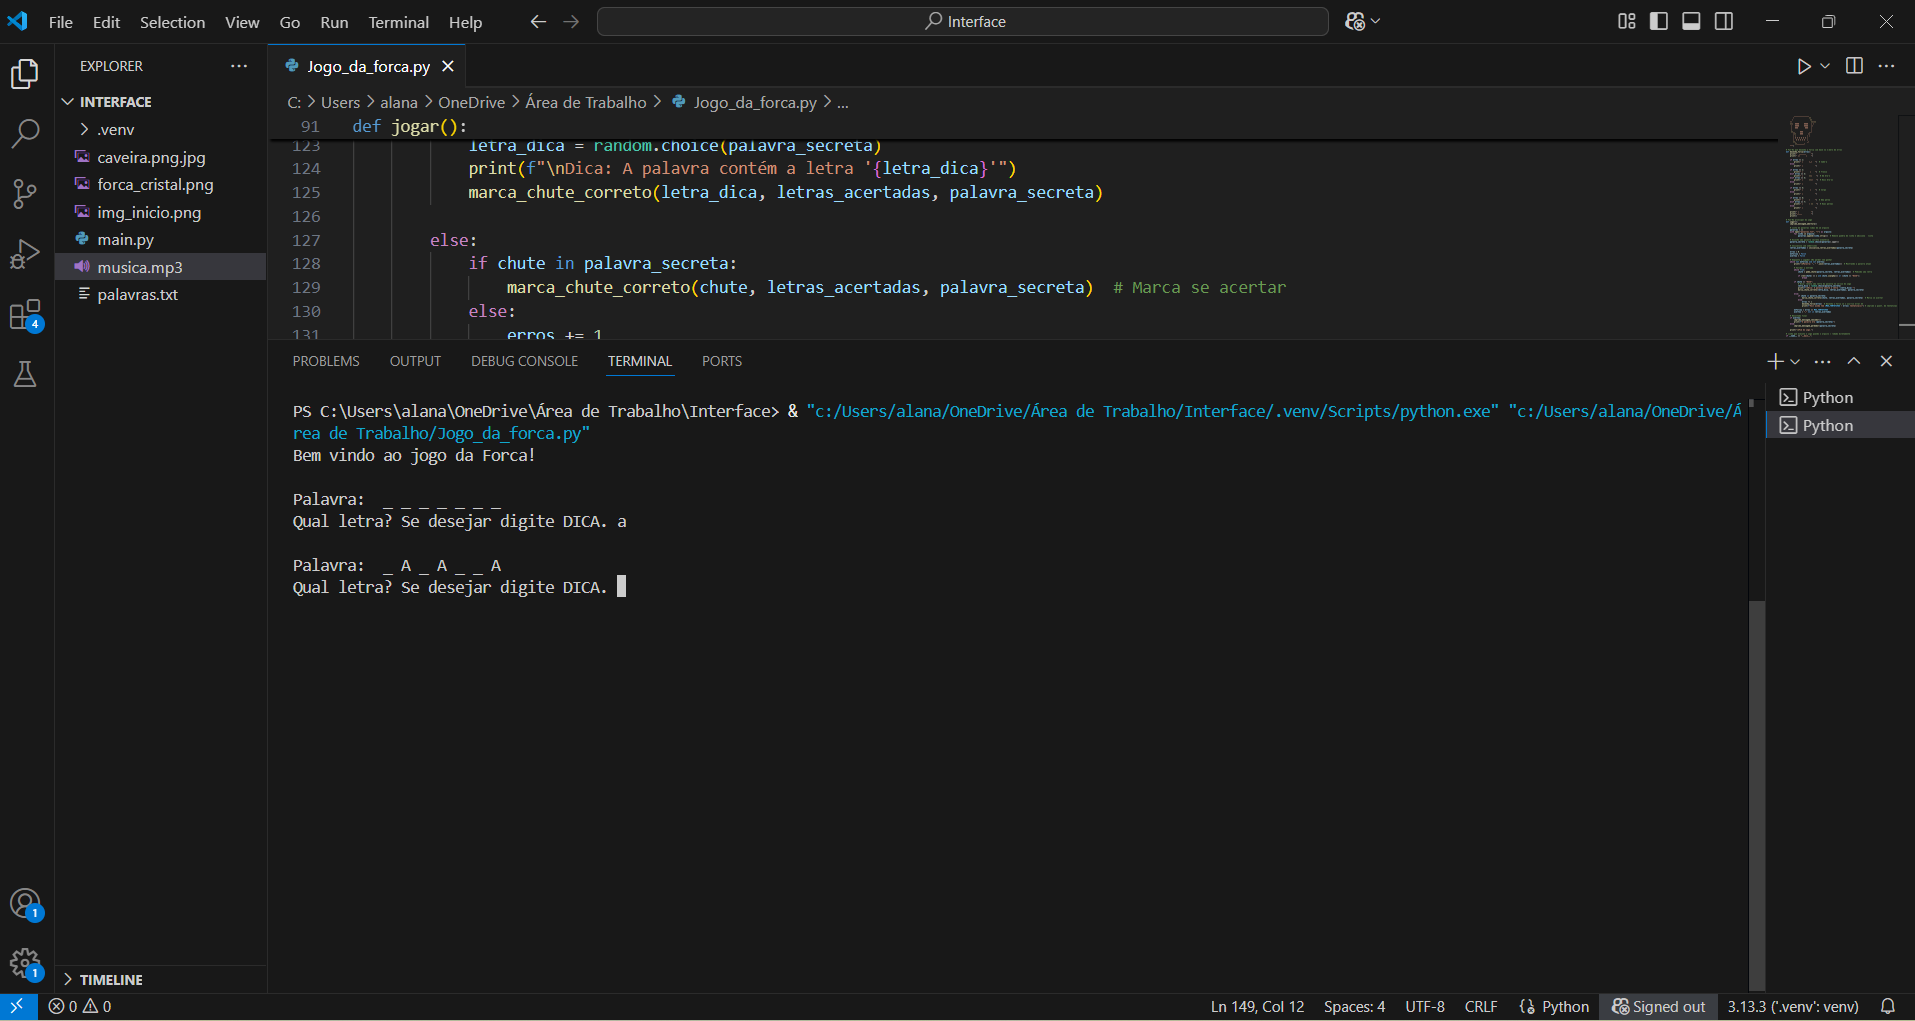 File Edit Selection View Go Run Terminal Help
Interface
EXPLORER
INTERFACE
.venv
caveira.png.jpg
forca_cristal.png
img_inicio.png
main.py
musica.mp3
palavras.txt
TIMELINE
Jogo_da_forca.py
C: > Users > alana > OneDrive > Área de Trabalho > Jogo_da_forca.py > ...
91 def jogar():
123 letra_dica = random.choice(palavra_secreta)
124 print(f"\nDica: A palavra contém a letra '{letra_dica}'")
125 marca_chute_correto(letra_dica, letras_acertadas, palavra_secreta)
126
127 else:
128 if chute in palavra_secreta:
129 marca_chute_correto(chute, letras_acertadas, palavra_secreta) # Marca se acertar
130 else:
131 erros += 1
PROBLEMS OUTPUT DEBUG CONSOLE TERMINAL PORTS
PS C:\Users\alana\OneDrive\Área de Trabalho\Interface> & "c:/Users/alana/OneDrive/Área de Trabalho/Interface/.venv/Scripts/python.exe" "c:/Users/alana/OneDrive/Á
rea de Trabalho/Jogo_da_forca.py"
Bem vindo ao jogo da Forca!
Palavra: _ _ _ _ _ _ _
Qual letra? Se desejar digite DICA. a
Palavra: _ A _ A _ _ A
Qual letra? Se desejar digite DICA.
Python
Python
4
1
1
0 0
Ln 149, Col 12 Spaces: 4 UTF-8 CRLF Python Signed out 3.13.3 ('.venv': venv)